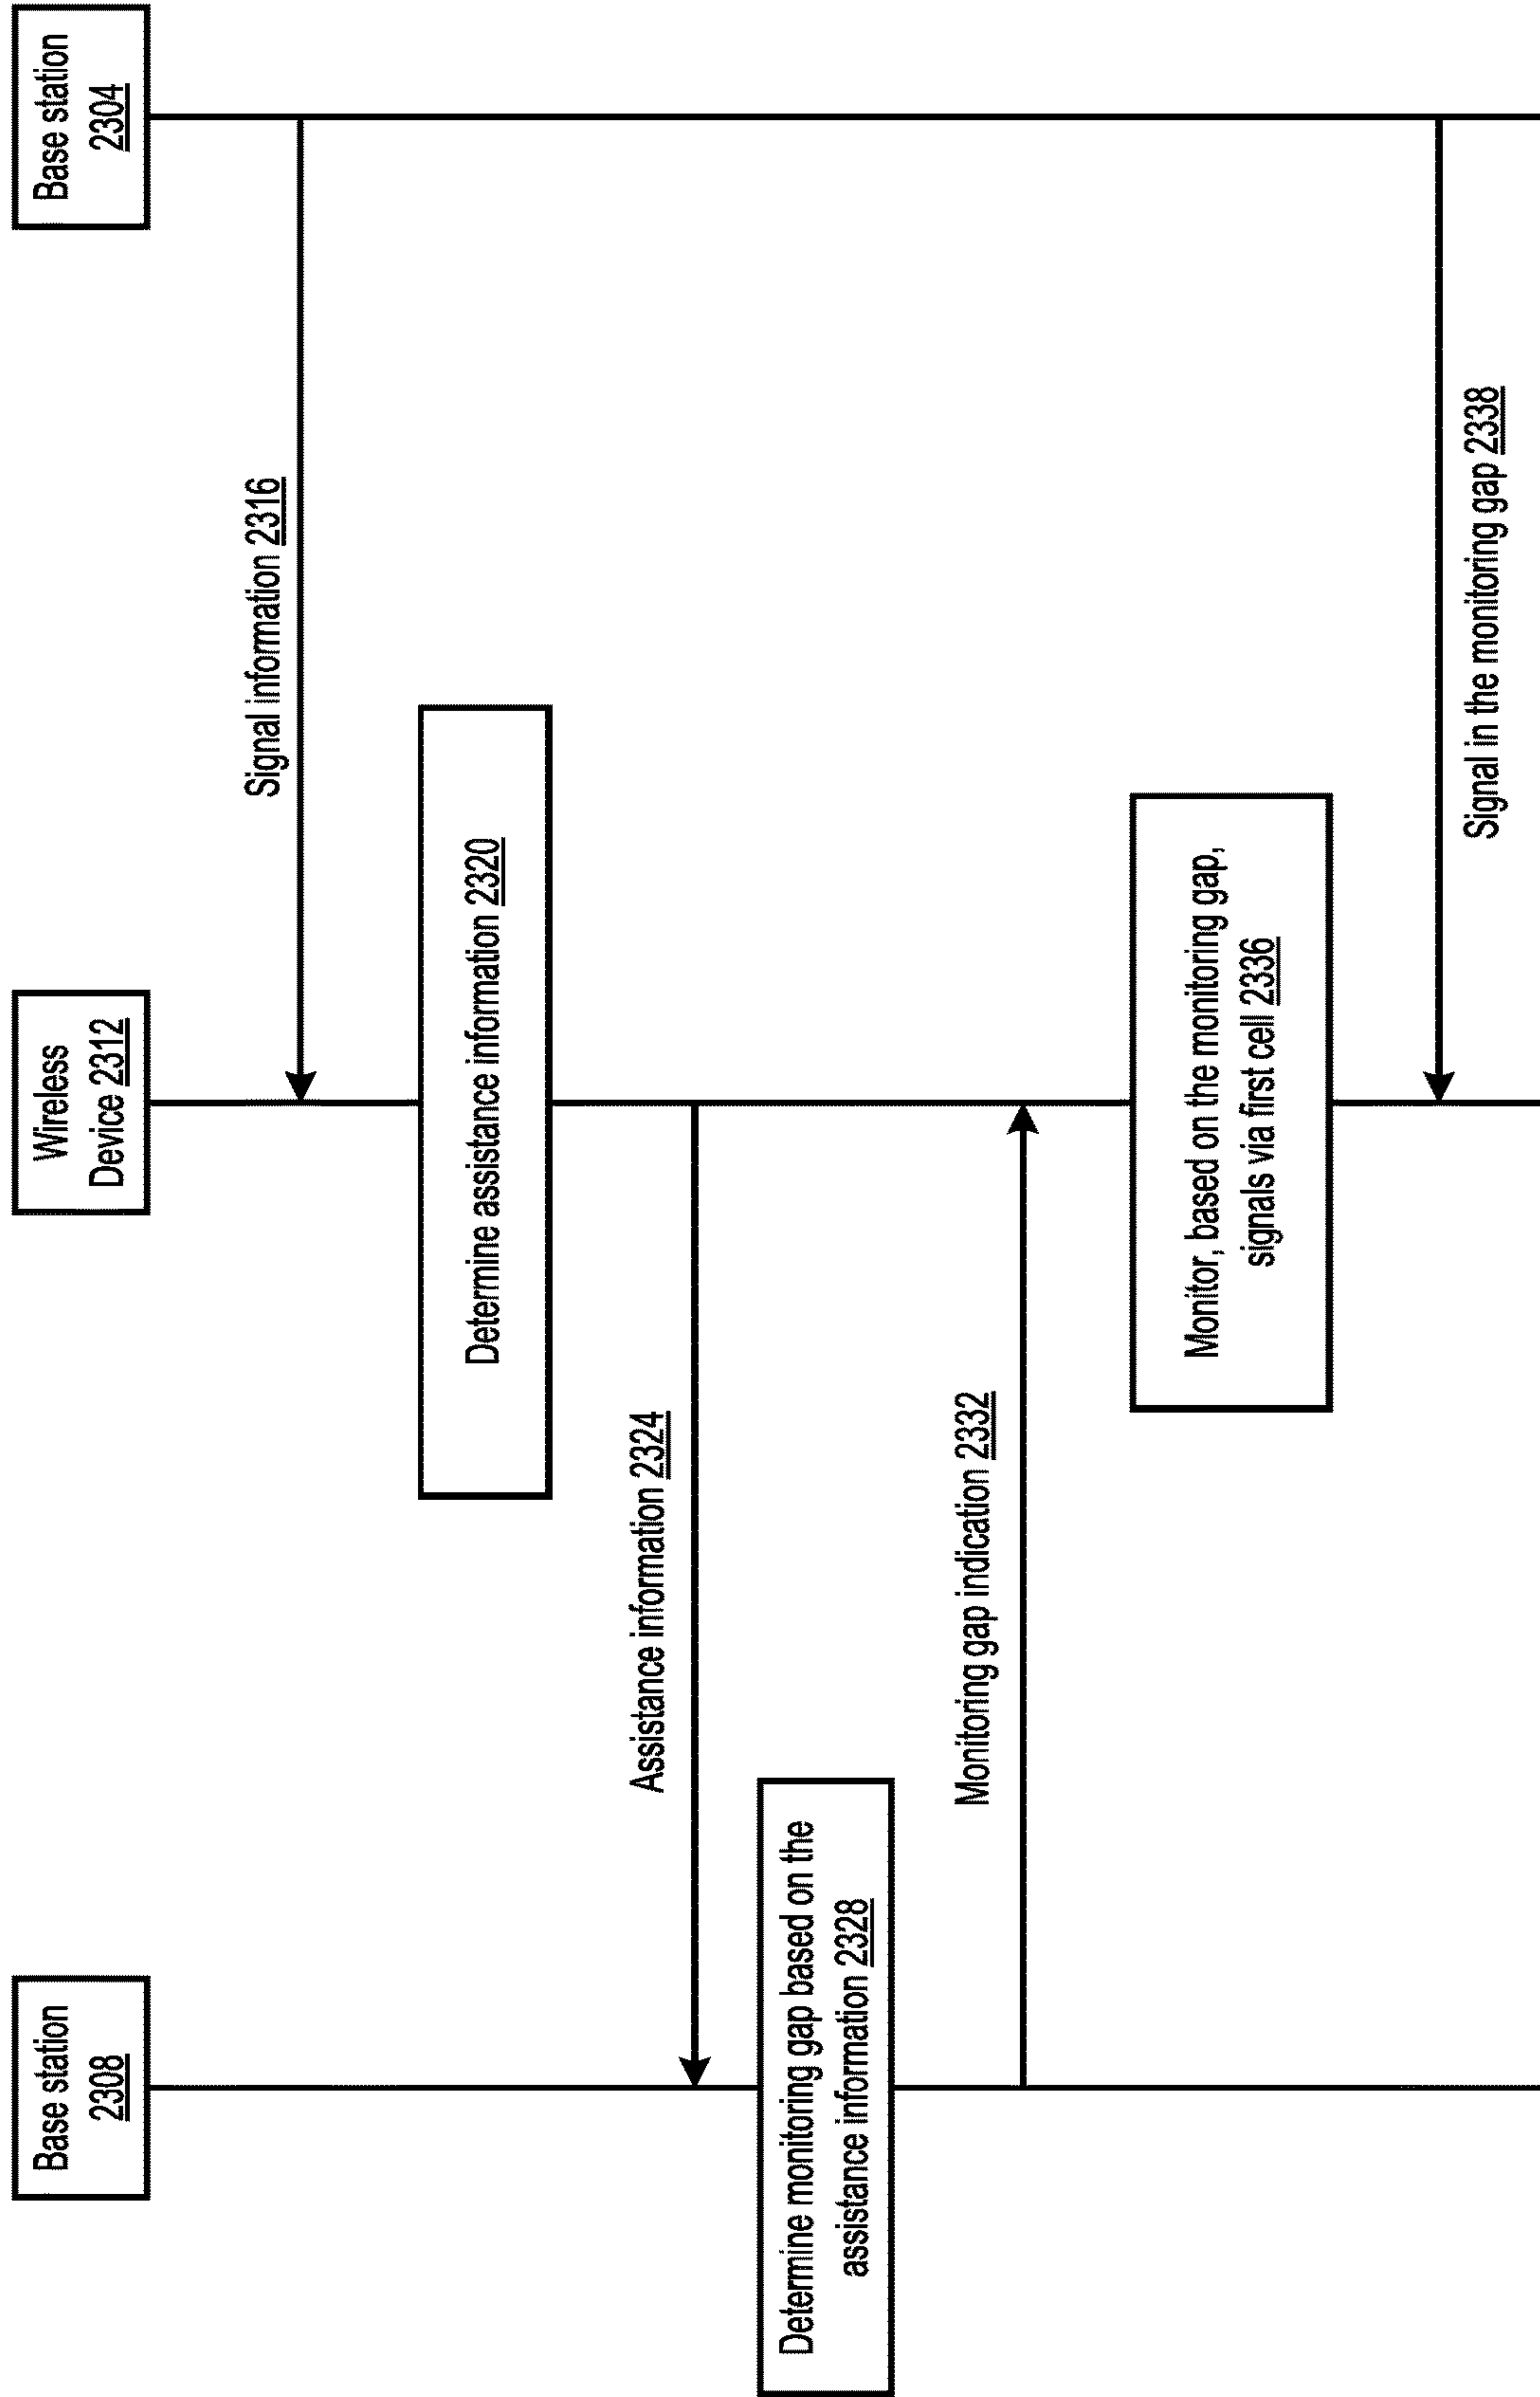 Base station
2308
Wireless
Device 2312
Base station
2304
Signal information 2316
Determine assistance information 2320
Assistance information 2324
Determine monitoring gap based on the
assistance information 2328
Monitoring gap indication 2332
Monitor, based on the monitoring gap,
signals via first cell 2336
Signal in the monitoring gap 2338